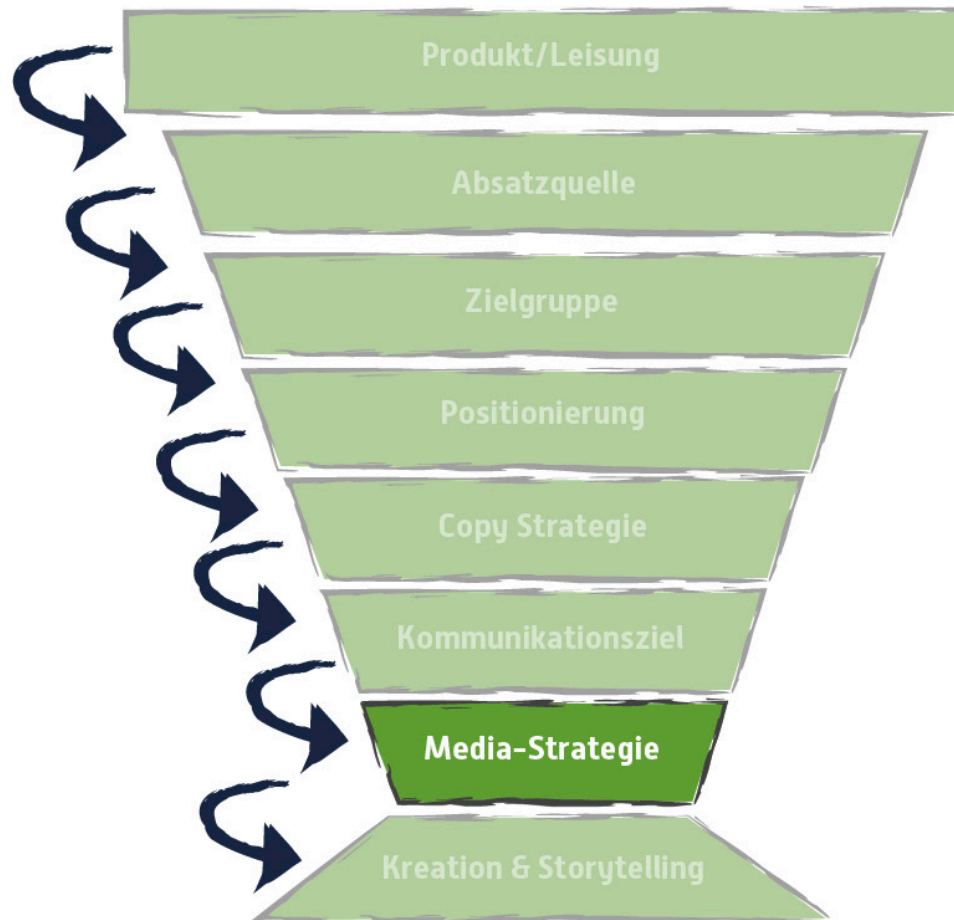 Produkt/Leisung
Absatzquelle
Zielgruppe
Positionierung
Copy Strategie
Kommunikationsziel
Media-Strategie
Kreation & Storytelling